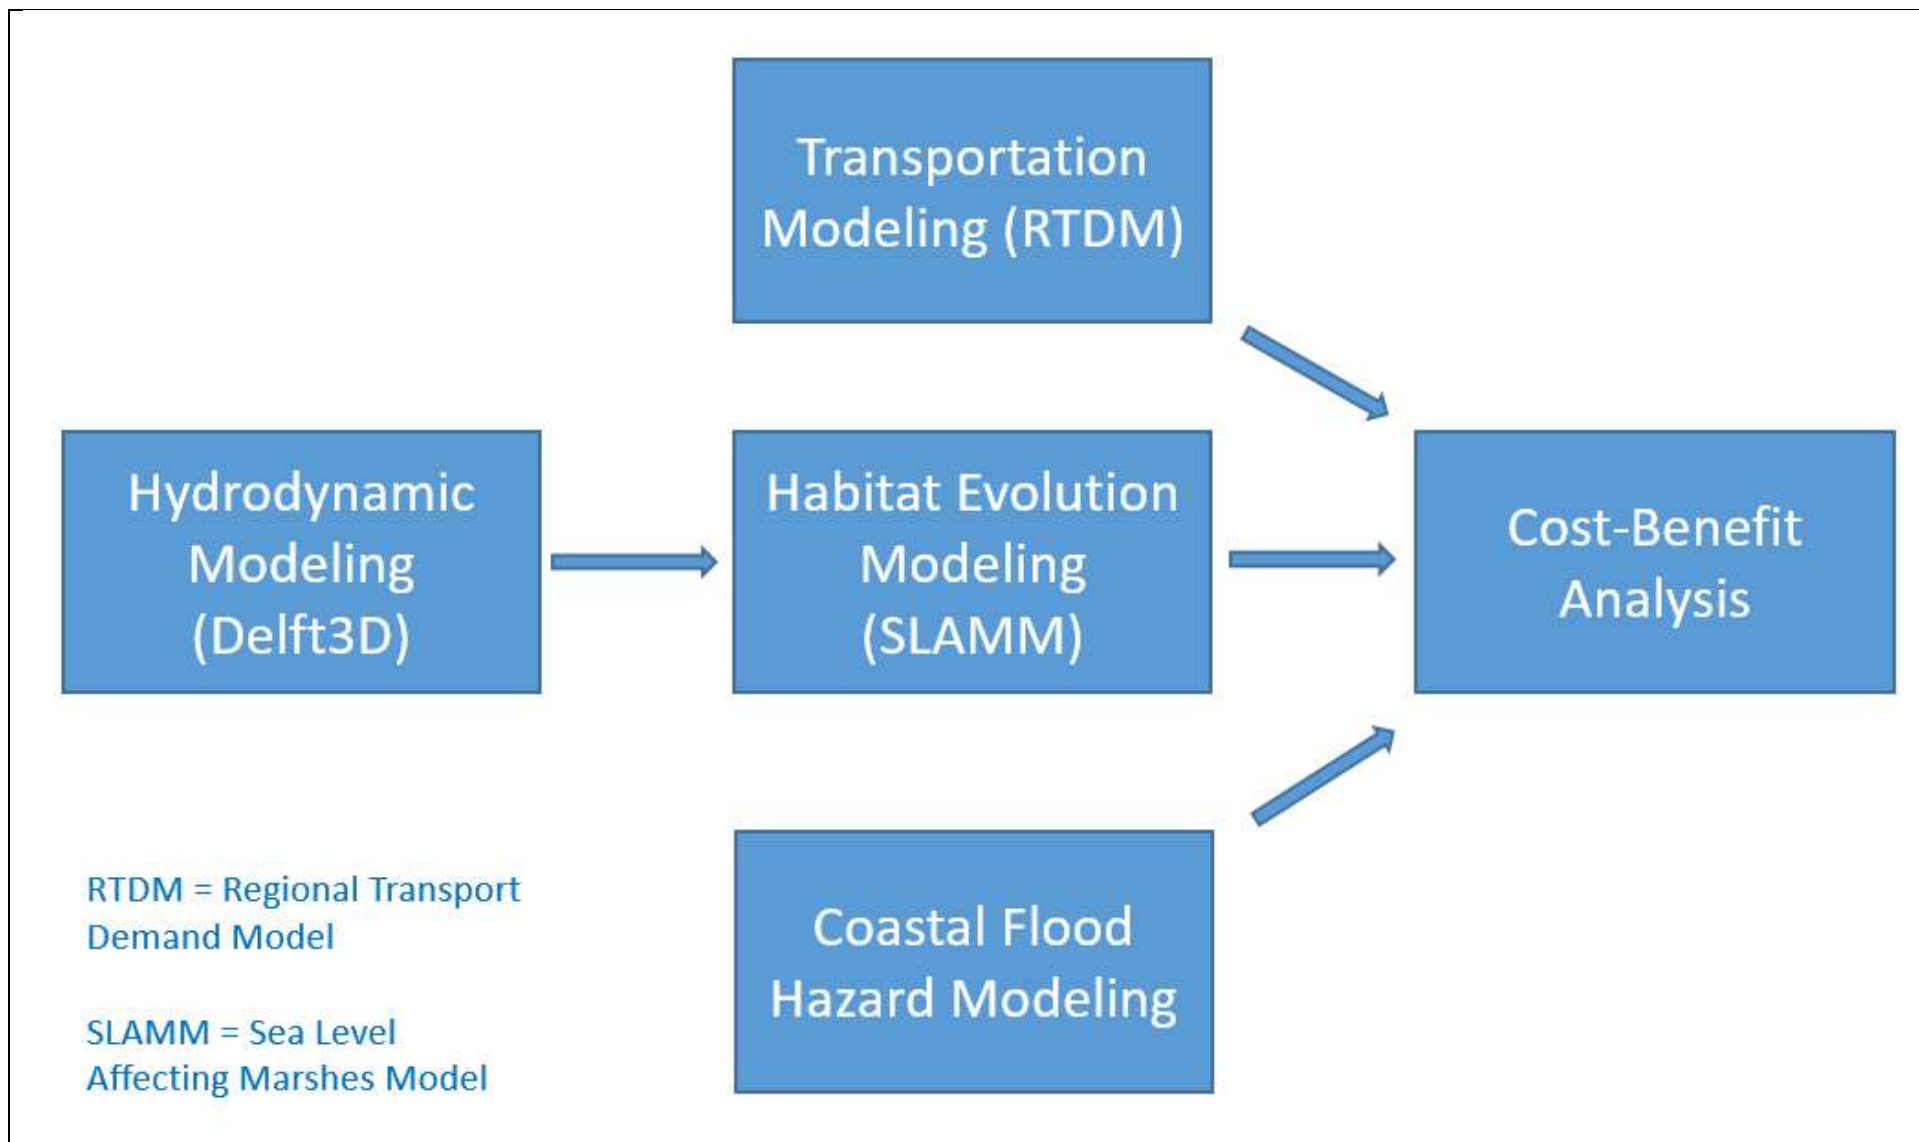 Transportation
Modeling (RTDM)
Hydrodynamic
Modeling
(Delft3D)
Habitat Evolution
Modeling
(SLAMM)
Cost-Benefit
Analysis
Coastal Flood
Hazard Modeling
RTDM = Regional Transport
Demand Model
SLAMM = Sea Level
Affecting Marshes Model